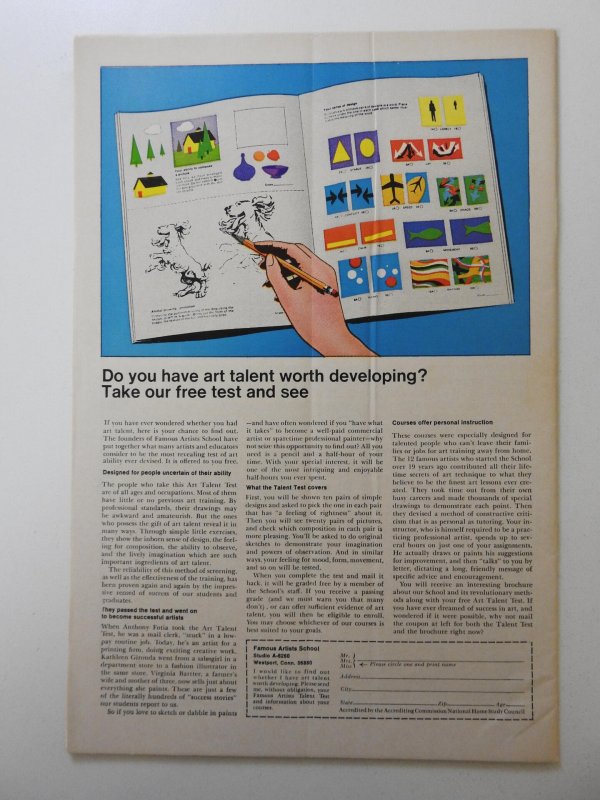 Your sense of design
Your ability to compose
a picture
Do you have art talent worth developing?
Take our free test and see
If you have ever wondered whether you had
art talent, here is your chance to find out.
The founders of Famous Artists School have
put together what many artists and educators
consider to be the most revealing test of art
ability ever devised. It is offered to you free.
Designed for people uncertain of their ability
The people who take this Art Talent Test
are of all ages and occupations. Most of them
have little or no previous art training. By
professional standards, their drawings may
be awkward and amateurish. But the ones
who possess the gift of art talent reveal it in
many ways. Through simple exercises,
they show the inborn sense of design, the feel-
ing for composition, the ability to observe,
and the lively imagination which are such
important ingredients of art talent.
The reliability of this method of screening,
as well as the effectiveness of the training, has
been proven again and again by the impres-
sive record of success of our students and
graduates.
They passed the test and went on
to become successful artists
When Anthony Fotia took the Art Talent
Test, he was a mail clerk, "stuck" in a low-
pay routine job. Today, he's an artist for a
printing firm, doing exciting creative work.
Kathleen Gironda went from a salesgirl in a
department store to a fashion illustrator in
the same store. Virginia Bartter, a farmer's
wife and mother of three, now sells just about
everything she paints. These are just a few
of the literally hundreds of "success stories"
our students report to us.
So if you love to sketch or dabble in paints
—and have often wondered if you "have what
it takes" to become a well-paid commercial
artist or sparetime professional painter—why
not seize this opportunity to find out? All you
need is a pencil and a half-hour of your
time. With your special interest, it will be
one of the most intriguing and enjoyable
half-hours you ever spent.
What the Talent Test covers
First, you will be shown ten pairs of simple
designs and asked to pick the one in each pair
that has "a feeling of rightness" about it.
Then you will see twenty pairs of pictures,
and check which composition in each pair is
more pleasing. You'll be asked to do original
sketches to demonstrate your imagination
and powers of observation. And in similar
ways, your feeling for mood, form, movement,
and so on will be tested.
When you complete the test and mail it
back, it will be graded free by a member of
the School's staff. If you receive a passing
grade (and we must warn you that many
don't), or can offer sufficient evidence of art
talent, you will then be eligible to enroll.
You may choose whichever of our courses is
best suited to your goals.
Courses offer personal instruction
These courses were especially designed for
talented people who can't leave their fami-
lies or jobs for art training away from home.
The 12 famous artists who started the School
over 19 years ago contributed all their life-
time secrets of art technique to what they
believe to be the finest art lessons ever cre-
ated. They took time out from their own
busy careers and made thousands of special
drawings to demonstrate each point. Then
they devised a method of constructive criti-
cism that is as personal as tutoring. Your in-
structor, who is himself required to be a prac-
ticing professional artist, spends up to sev-
eral hours on just one of your assignments.
He actually draws or paints his suggestions
for improvement, and then "talks" to you by
letter, dictating a long, friendly message of
specific advice and encouragement.
You will receive an interesting brochure
about our School and its revolutionary meth-
ods along with your free Art Talent Test. If
you have ever dreamed of success in art, and
wondered if it were possible, why not mail
the coupon at left for both the Talent Test
and the brochure right now?
Famous Artists School
Studio A-6260
Westport, Conn. 06880
I would like to find out
whether I have art talent
worth developing. Please send
me, without obligation, your
Famous Artists Talent Test
and information about your
courses.
Mr.
Mrs.
Miss
Please circle one and print name
Address
City
State Zip Age
Accredited by the Accrediting Commission National Home Study Council